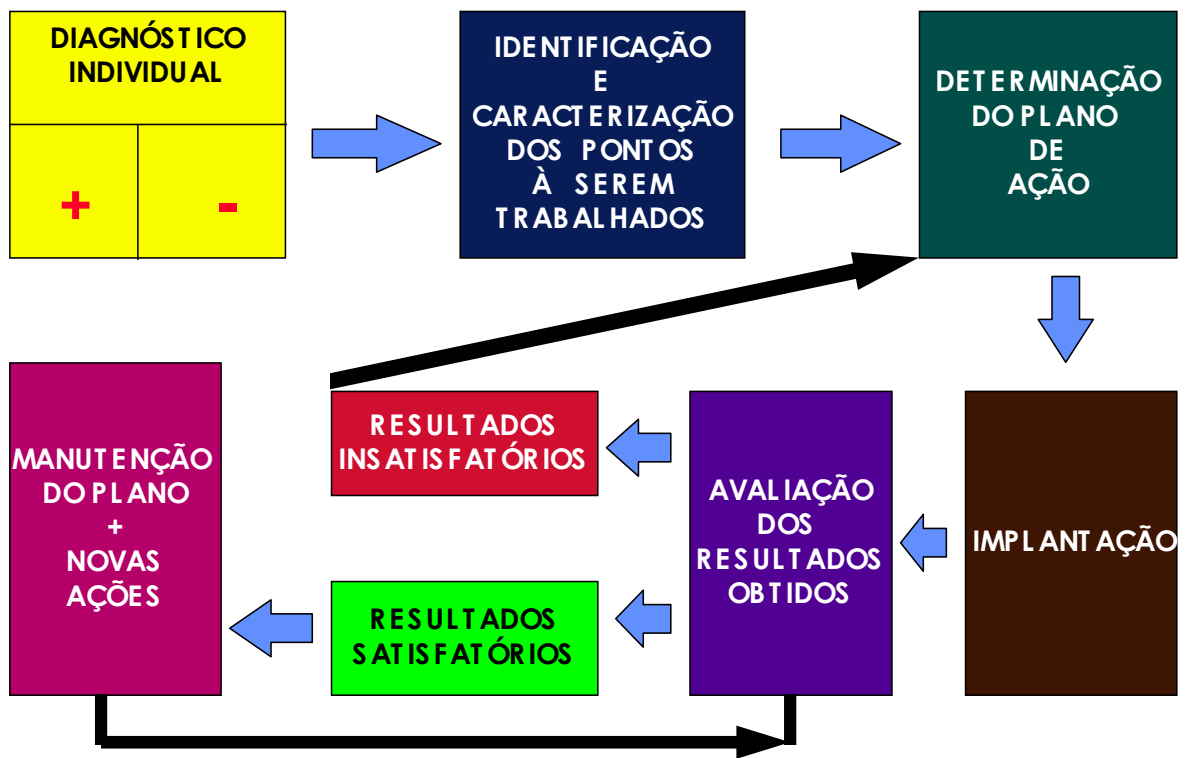 DIAGNÓSTICO
INDIVIDUAL
+ -
IDENTIFICAÇÃO
E
CARACTERIZAÇÃO
DOS PONTOS
À SEREM
TRABALHADOS
DETERMINAÇÃO
DO PLANO
DE
AÇÃO
IMPLANTAÇÃO
AVALIAÇÃO
DOS
RESULTADOS
OBTIDOS
RESULTADOS
INSATISFATÓRIOS
RESULTADOS
SATISFATÓRIOS
MANUTENÇÃO
DO PLANO
+
NOVAS
AÇÕES